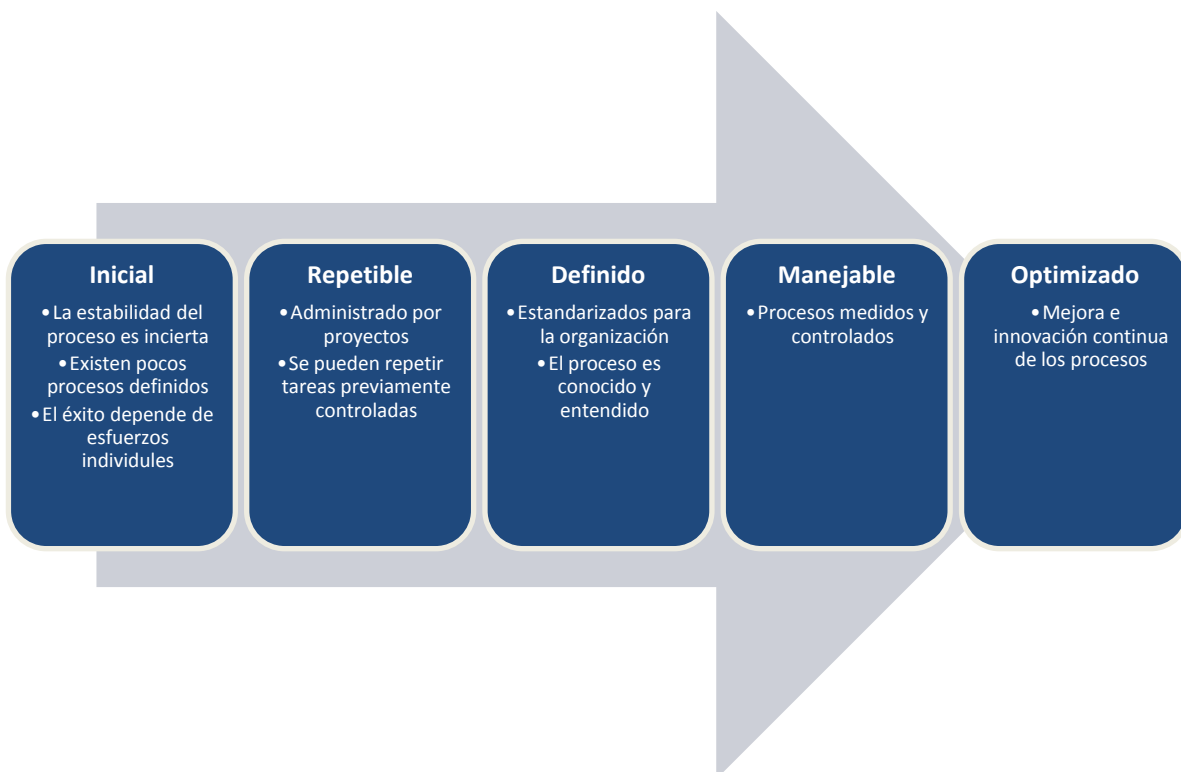 Inicial
•La estabilidad del
proceso es incierta
•Existen pocos
procesos definidos
•El éxito depende de
esfuerzos
individules
Repetible
•Administrado por
proyectos
•Se pueden repetir
tareas previamente
controladas
Definido
•Estandarizados para
la organización
•El proceso es
conocido y
entendido
Manejable
•Procesos medidos y
controlados
Optimizado
•Mejora e
innovación continua
de los procesos